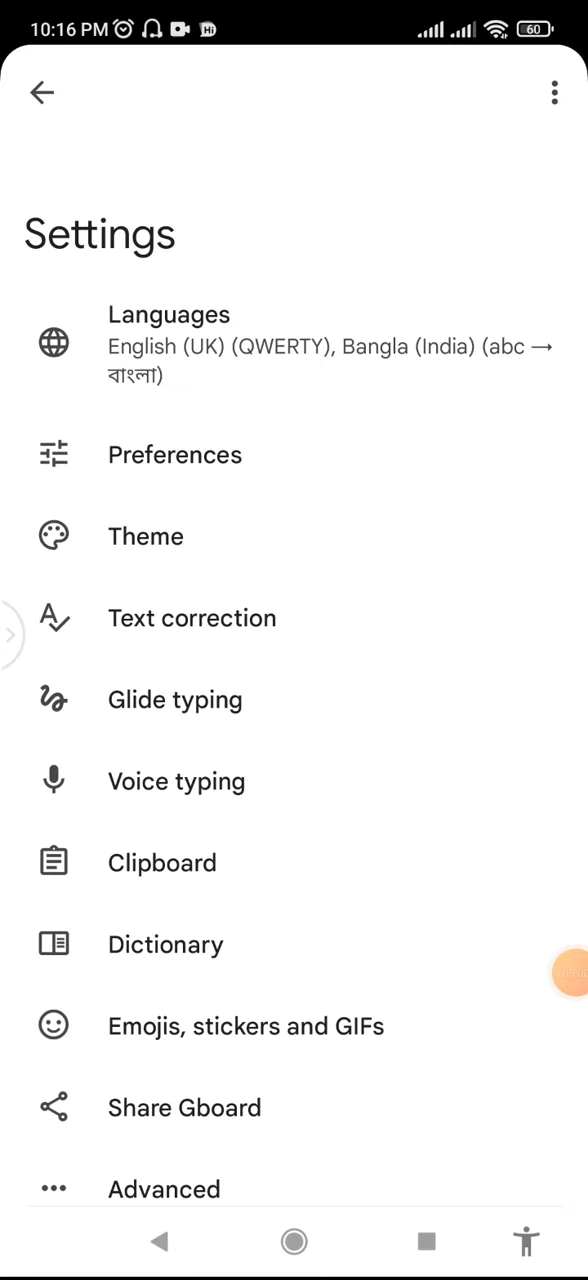 10:16 PM
60
Settings
Languages
English (UK) (QWERTY), Bangla (India) (abc →
বাংলা)
Preferences
Theme
Text correction
Glide typing
Voice typing
Clipboard
Dictionary
Emojis, stickers and GIFs
Share Gboard
Advanced